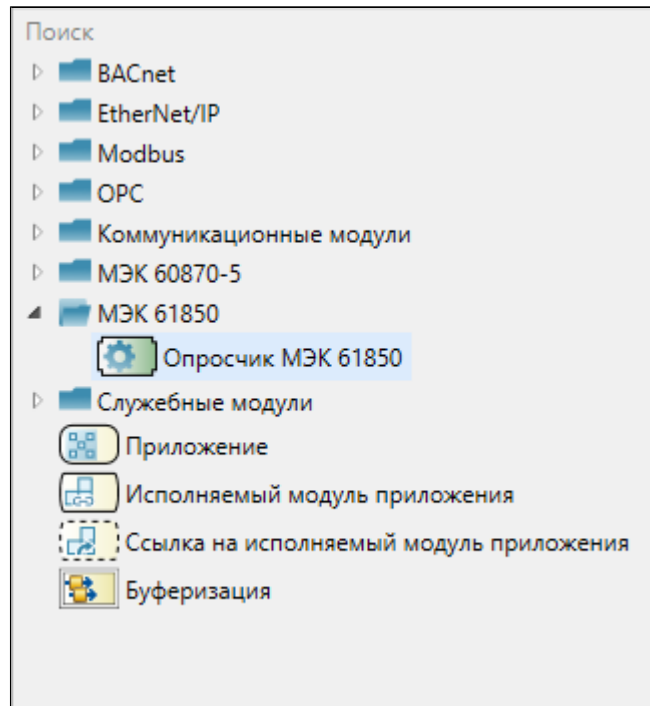 Поиск
BACnet
EtherNet/IP
Modbus
OPC
Коммуникационные модули
МЭК 60870-5
МЭК 61850
Опросчик МЭК 61850
Служебные модули
Приложение
Исполняемый модуль приложения
Ссылка на исполняемый модуль приложения
Буферизация